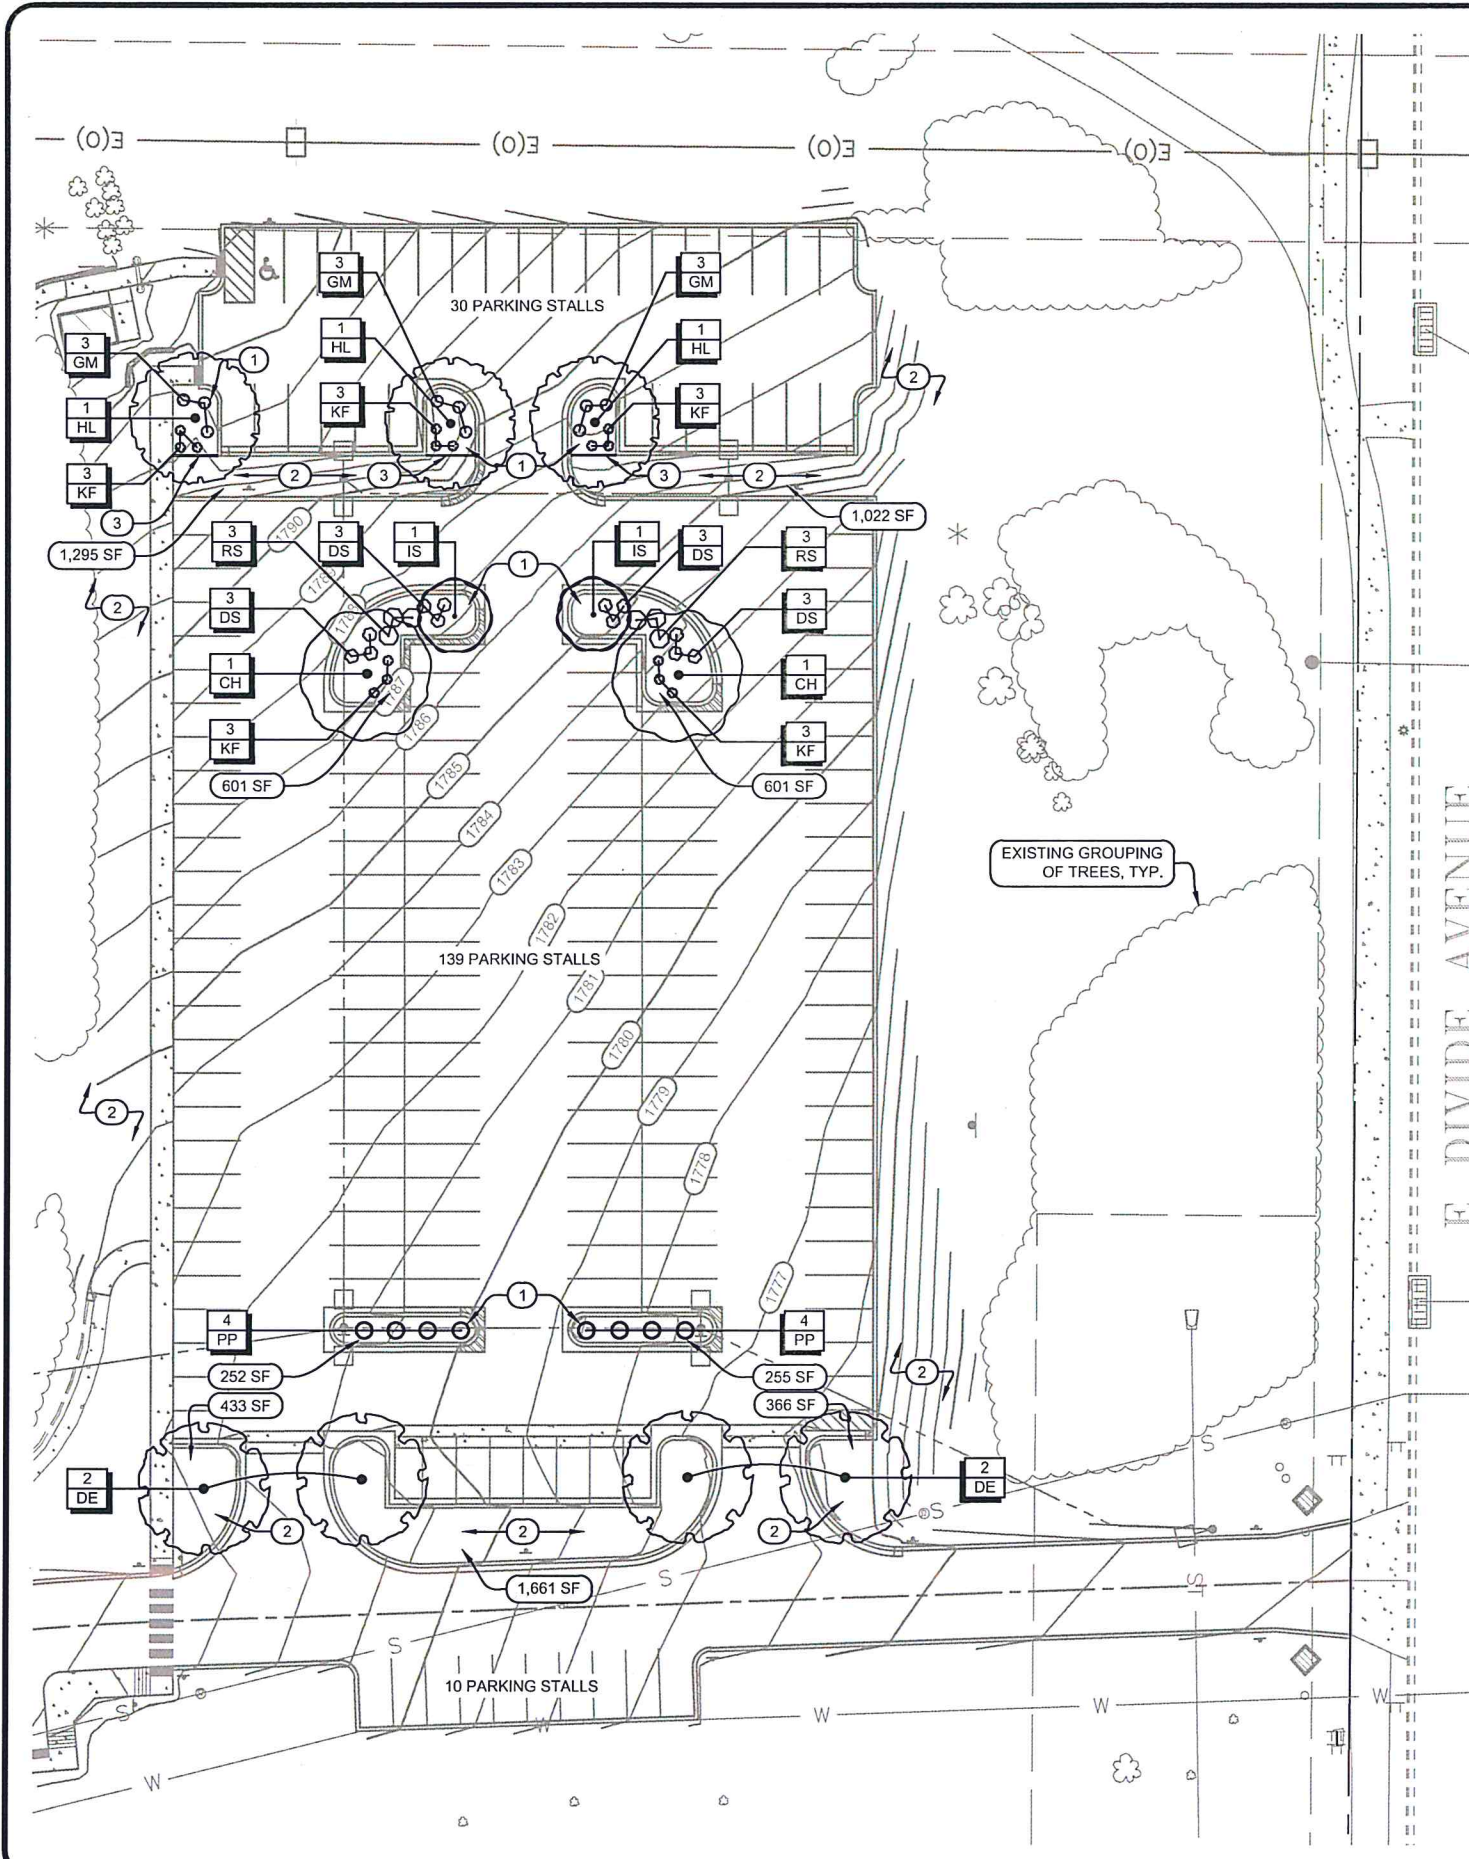 E(O)
E(O)
E(O)
E(O)
3
GM
3
GM
30 PARKING STALLS
1
HL
1
HL
3
GM
1
2
3
KF
3
KF
1
HL
3
KF
2
3
1
3
2
3
1,022 SF
1,295 SF
3
RS
1790
3
DS
1
IS
1
IS
3
DS
3
RS
1
2
1789
3
DS
1788
3
DS
1
CH
1787
1
CH
3
KF
1786
3
KF
601 SF
1785
601 SF
1784
1783
EXISTING GROUPING
OF TREES, TYP.
1782
139 PARKING STALLS
1781
1780
1779
2
1778
1777
1
4
PP
4
PP
252 SF
255 SF
2
433 SF
366 SF
S
2
DE
2
DE
S
2
2
2
1,661 SF
S
ST
S
10 PARKING STALLS
S
W
W
W
W
W
E DIVIDE AVENUE